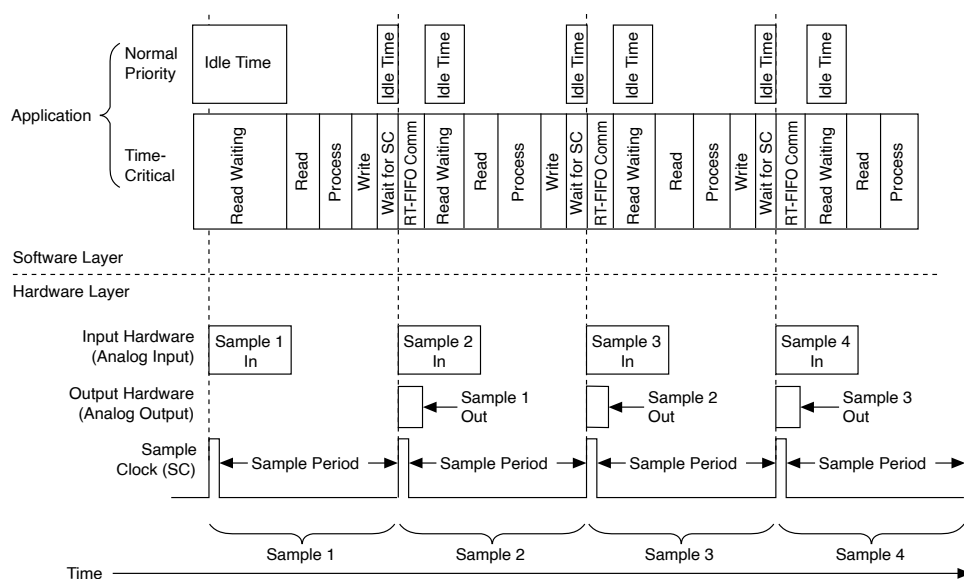 Normal
Priority
Idle Time
Idle Time
Idle Time
Idle Time
Idle Time
Idle Time
Idle Time
Application
Time-
Critical
Read Waiting
Read
Process
Write
Wait for SC
RT-FIFO Comm
Read Waiting
Read
Process
Write
Wait for SC
RT-FIFO Comm
Read Waiting
Read
Process
Write
Wait for SC
RT-FIFO Comm
Read Waiting
Read
Process
Software Layer
Hardware Layer
Input Hardware
(Analog Input)
Sample 1
In
Sample 2
In
Sample 3
In
Sample 4
In
Output Hardware
(Analog Output)
Sample 1
Out
Sample 2
Out
Sample 3
Out
Sample
Clock (SC)
Sample Period
Sample Period
Sample Period
Sample Period
Sample 1
Sample 2
Sample 3
Sample 4
Time